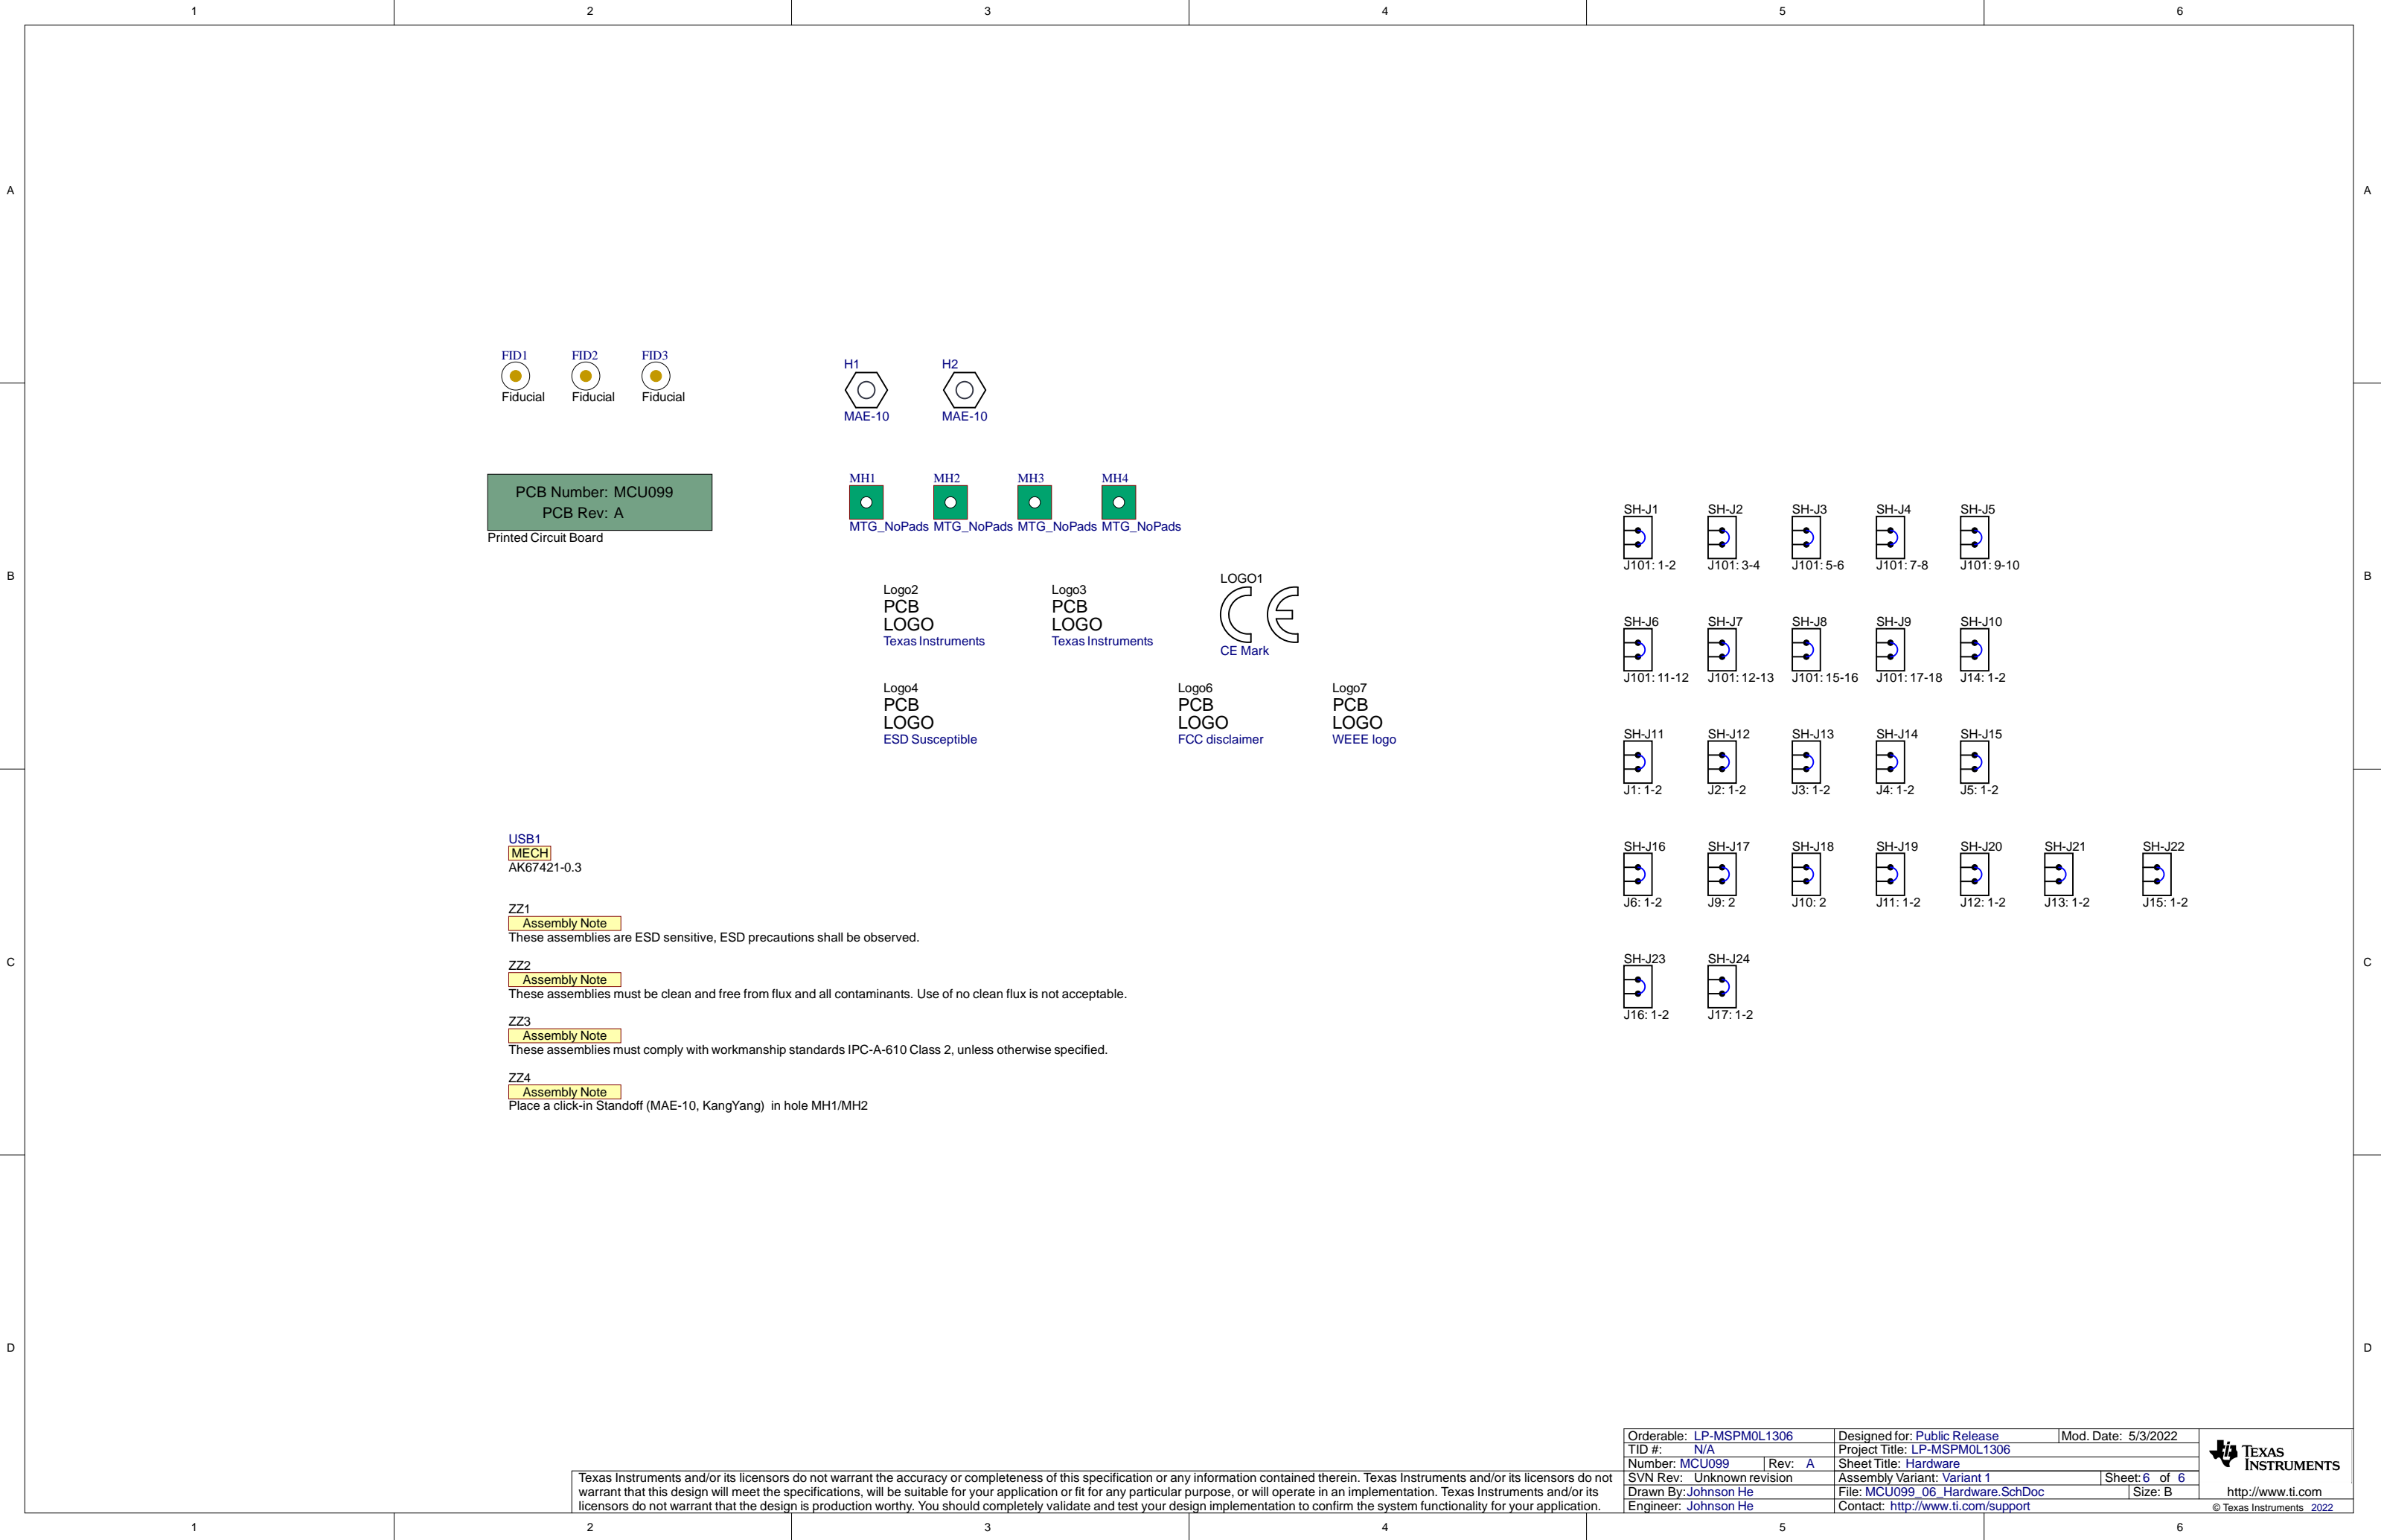 1 2 3 4 5 6
A A
FID1 FID2 FID3
Fiducial Fiducial Fiducial
H1 H2
MAE-10 MAE-10
PCB Number: MCU099
PCB Rev: A
Printed Circuit Board
MH1 MH2 MH3 MH4
MTG_NoPads MTG_NoPads MTG_NoPads MTG_NoPads
SH-J1 SH-J2 SH-J3 SH-J4 SH-J5
J101: 1-2 J101: 3-4 J101: 5-6 J101: 7-8 J101: 9-10
B B
Logo2 Logo3 LOGO1
PCB PCB
LOGO LOGO
Texas Instruments Texas Instruments
CE
CE Mark
SH-J6 SH-J7 SH-J8 SH-J9 SH-J10
J101: 11-12 J101: 12-13 J101: 15-16 J101: 17-18 J14: 1-2
Logo4 Logo6 Logo7
PCB PCB PCB
LOGO LOGO LOGO
ESD Susceptible FCC disclaimer WEEE logo
SH-J11 SH-J12 SH-J13 SH-J14 SH-J15
J1: 1-2 J2: 1-2 J3: 1-2 J4: 1-2 J5: 1-2
USB1
MECH
AK67421-0.3
SH-J16 SH-J17 SH-J18 SH-J19 SH-J20 SH-J21 SH-J22
J6: 1-2 J9: 2 J10: 2 J11: 1-2 J12: 1-2 J13: 1-2 J15: 1-2
ZZ1
Assembly Note
These assemblies are ESD sensitive, ESD precautions shall be observed.
C C
ZZ2
Assembly Note
These assemblies must be clean and free from flux and all contaminants. Use of no clean flux is not acceptable.
SH-J23 SH-J24
J16: 1-2 J17: 1-2
ZZ3
Assembly Note
These assemblies must comply with workmanship standards IPC-A-610 Class 2, unless otherwise specified.
ZZ4
Assembly Note
Place a click-in Standoff (MAE-10, KangYang) in hole MH1/MH2
D D
Texas Instruments and/or its licensors do not warrant the accuracy or completeness of this specification or any information contained therein. Texas Instruments and/or its licensors do not
warrant that this design will meet the specifications, will be suitable for your application or fit for any particular purpose, or will operate in an implementation. Texas Instruments and/or its
licensors do not warrant that the design is production worthy. You should completely validate and test your design implementation to confirm the system functionality for your application.
Orderable: LP-MSPM0L1306 Designed for: Public Release Mod. Date: 5/3/2022
TID #: N/A Project Title: LP-MSPM0L1306
Number: MCU099 Rev: A Sheet Title: Hardware
SVN Rev: Unknown revision Assembly Variant: Variant 1 Sheet: 6 of 6
Drawn By: Johnson He File: MCU099_06_Hardware.SchDoc Size: B
Engineer: Johnson He Contact: http://www.ti.com/support
TEXAS
INSTRUMENTS
http://www.ti.com
© Texas Instruments 2022
1 2 3 4 5 6